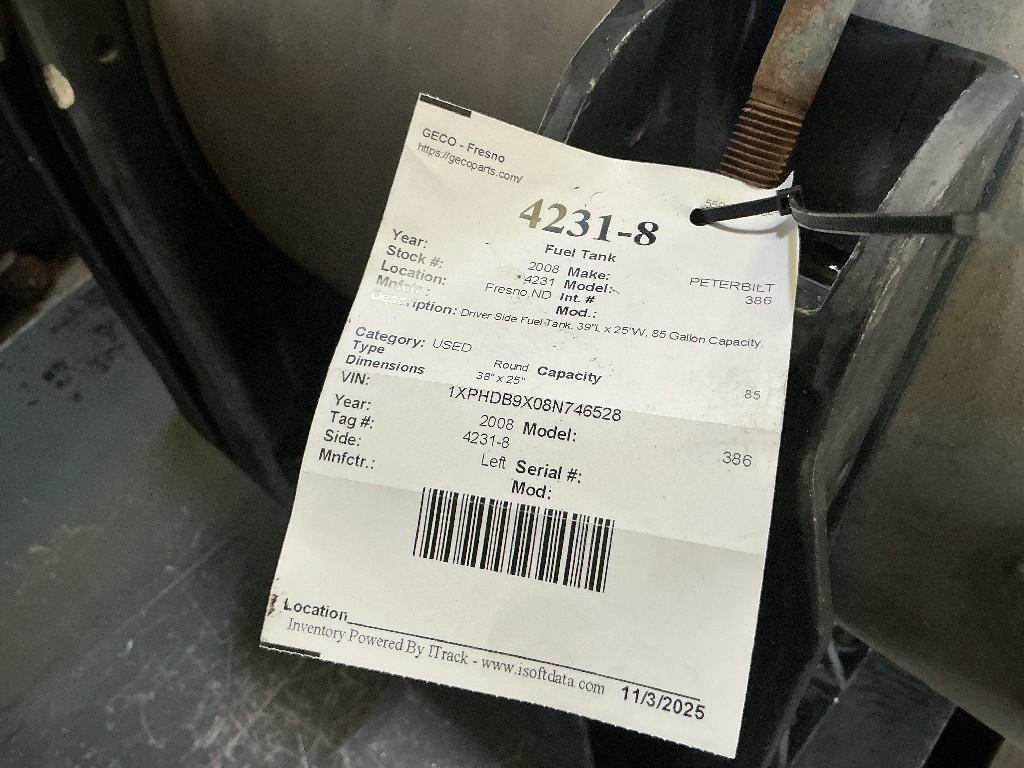 GECO - Fresno
https://gecoparts.com/
4231-8
Fuel Tank
Year: 2008 Make: PETERBILT
Stock #: 4231 Model: 386
Location: Fresno,ND Int. #
Mnfctr.: Mod.:
Description: Driver Side Fuel Tank, 39"L x 25"W, 85 Gallon Capacity
Category: USED
Type Round Capacity 85
Dimensions 38" x 25"
VIN: 1XPHDB9X08N746528
Year: 2008 Model: 386
Tag #: 4231-8
Side: Left Serial #:
Mnfctr.: Mod:
Location
Inventory Powered By ITrack - www.isoftdata.com 11/3/2025